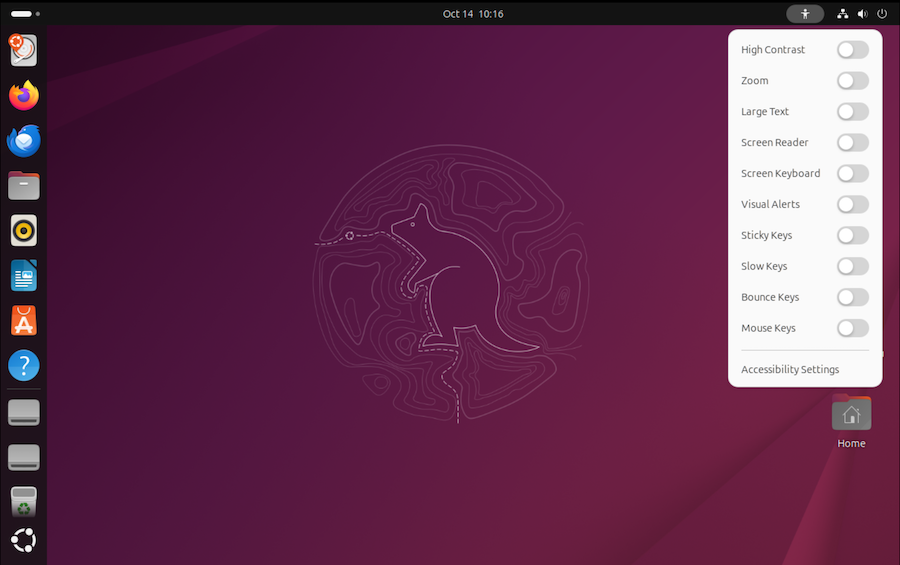 Oct 14 10:16
High Contrast
Zoom
Large Text
Screen Reader
Screen Keyboard
Visual Alerts
Sticky Keys
Slow Keys
Bounce Keys
Mouse Keys
Accessibility Settings
Home